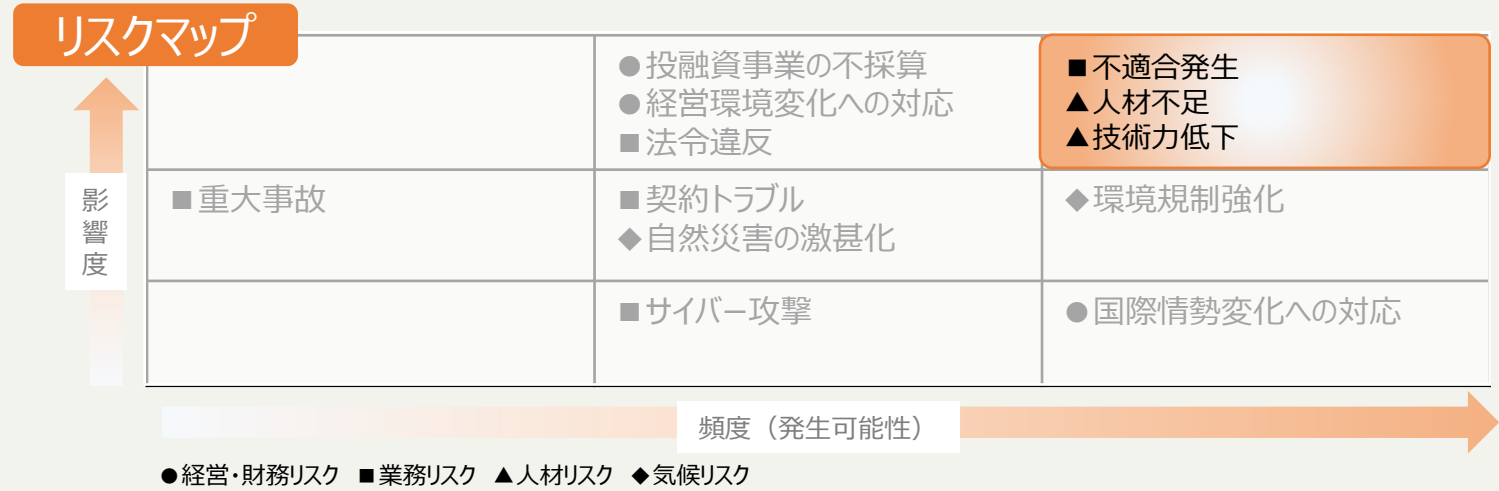 リスクマップ
●投融資事業の不採算
●経営環境変化への対応
■法令違反
■不適合発生
▲人材不足
▲技術力低下
影響度
■重大事故
■契約トラブル
◆自然災害の激甚化
◆環境規制強化
■サイバー攻撃
●国際情勢変化への対応
頻度（発生可能性）
●経営・財務リスク ■業務リスク ▲人材リスク ◆気候リスク